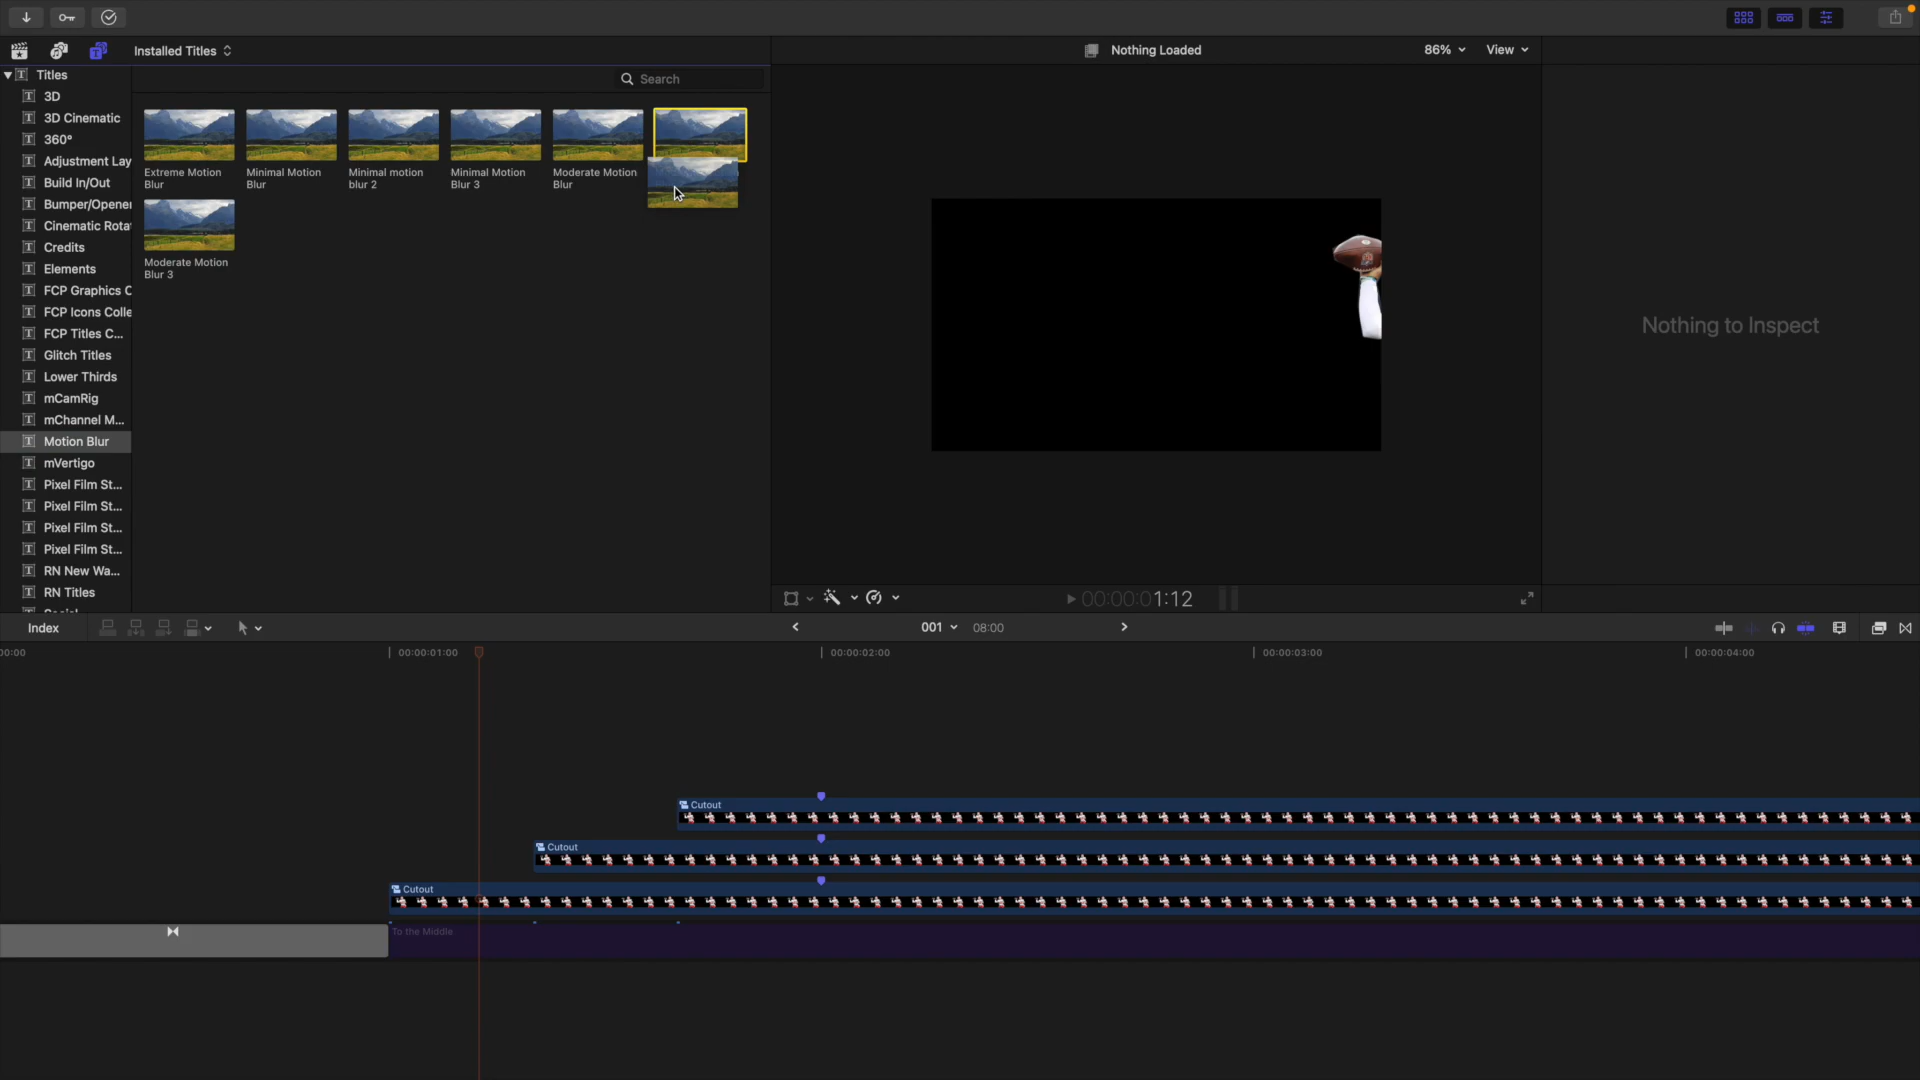 Installed Titles
Nothing Loaded
86%
View
Titles
Search
3D
3D Cinematic
360°
Adjustment Lay
Build In/Out
Bumper/Opene
Cinematic Rota
Credits
Elements
FCP Graphics C
FCP Icons Colle
FCP Titles C...
Glitch Titles
Lower Thirds
mCamRig
mChannel M...
Motion Blur
mVertigo
Pixel Film St...
Pixel Film St...
Pixel Film St...
Pixel Film St...
RN New Wa...
RN Titles
Extreme Motion
Blur
Minimal Motion
Blur
Minimal motion
blur 2
Minimal Motion
Blur 3
Moderate Motion
Blur
Moderate Motion
Blur 3
Nothing to Inspect
00:00:01:12
Index
001
08:00
00:00
00:00:01:00
00:00:02:00
00:00:03:00
00:00:04:00
Cutout
Cutout
Cutout
To the Middle